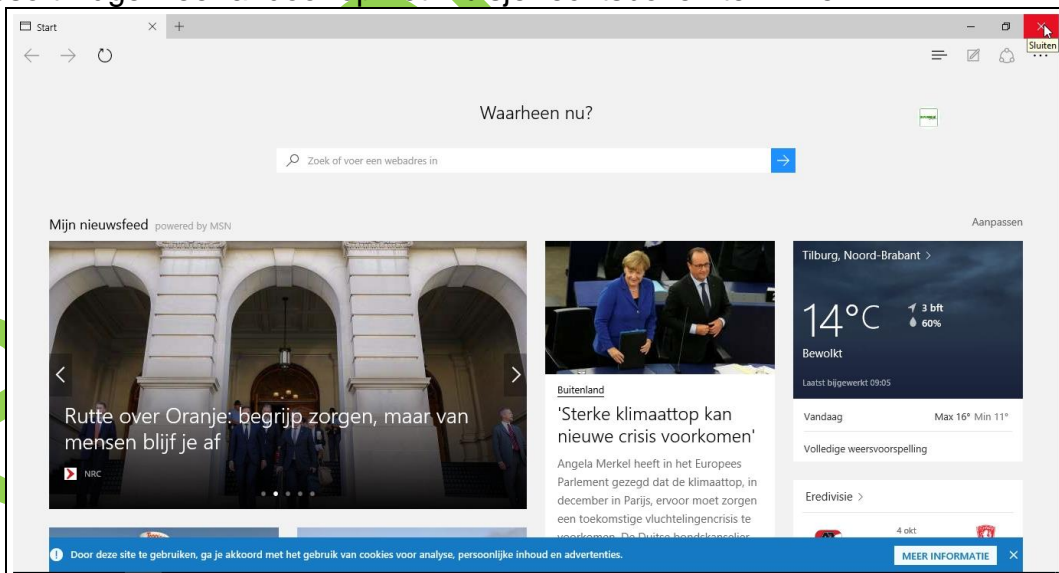 Start
Sluiten
Waarheen nu?
Zoek of voer een webadres in
Mijn nieuwsfeed powered by MSN
Aanpassen
Rutte over Oranje: begrijp zorgen, maar van
mensen blijf je af
NRC
Buitenland
'Sterke klimaattop kan
nieuwe crisis voorkomen'
Angela Merkel heeft in het Europees
Parlement gezegd dat de klimaattop, in
december in Parijs, ervoor moet zorgen
een toekomstige vluchtelingencrisis te
voorkomen. De Duitse bondskanselier
Tilburg, Noord-Brabant >
14°C
3 bft
60%
Bewolkt
Laatst bijgewerkt 09:05
Vandaag Max 16° Min 11°
Volledige weersvoorspelling
Eredivisie >
4 okt
Door deze site te gebruiken, ga je akkoord met het gebruik van cookies voor analyse, persoonlijke inhoud en advertenties.
MEER INFORMATIE